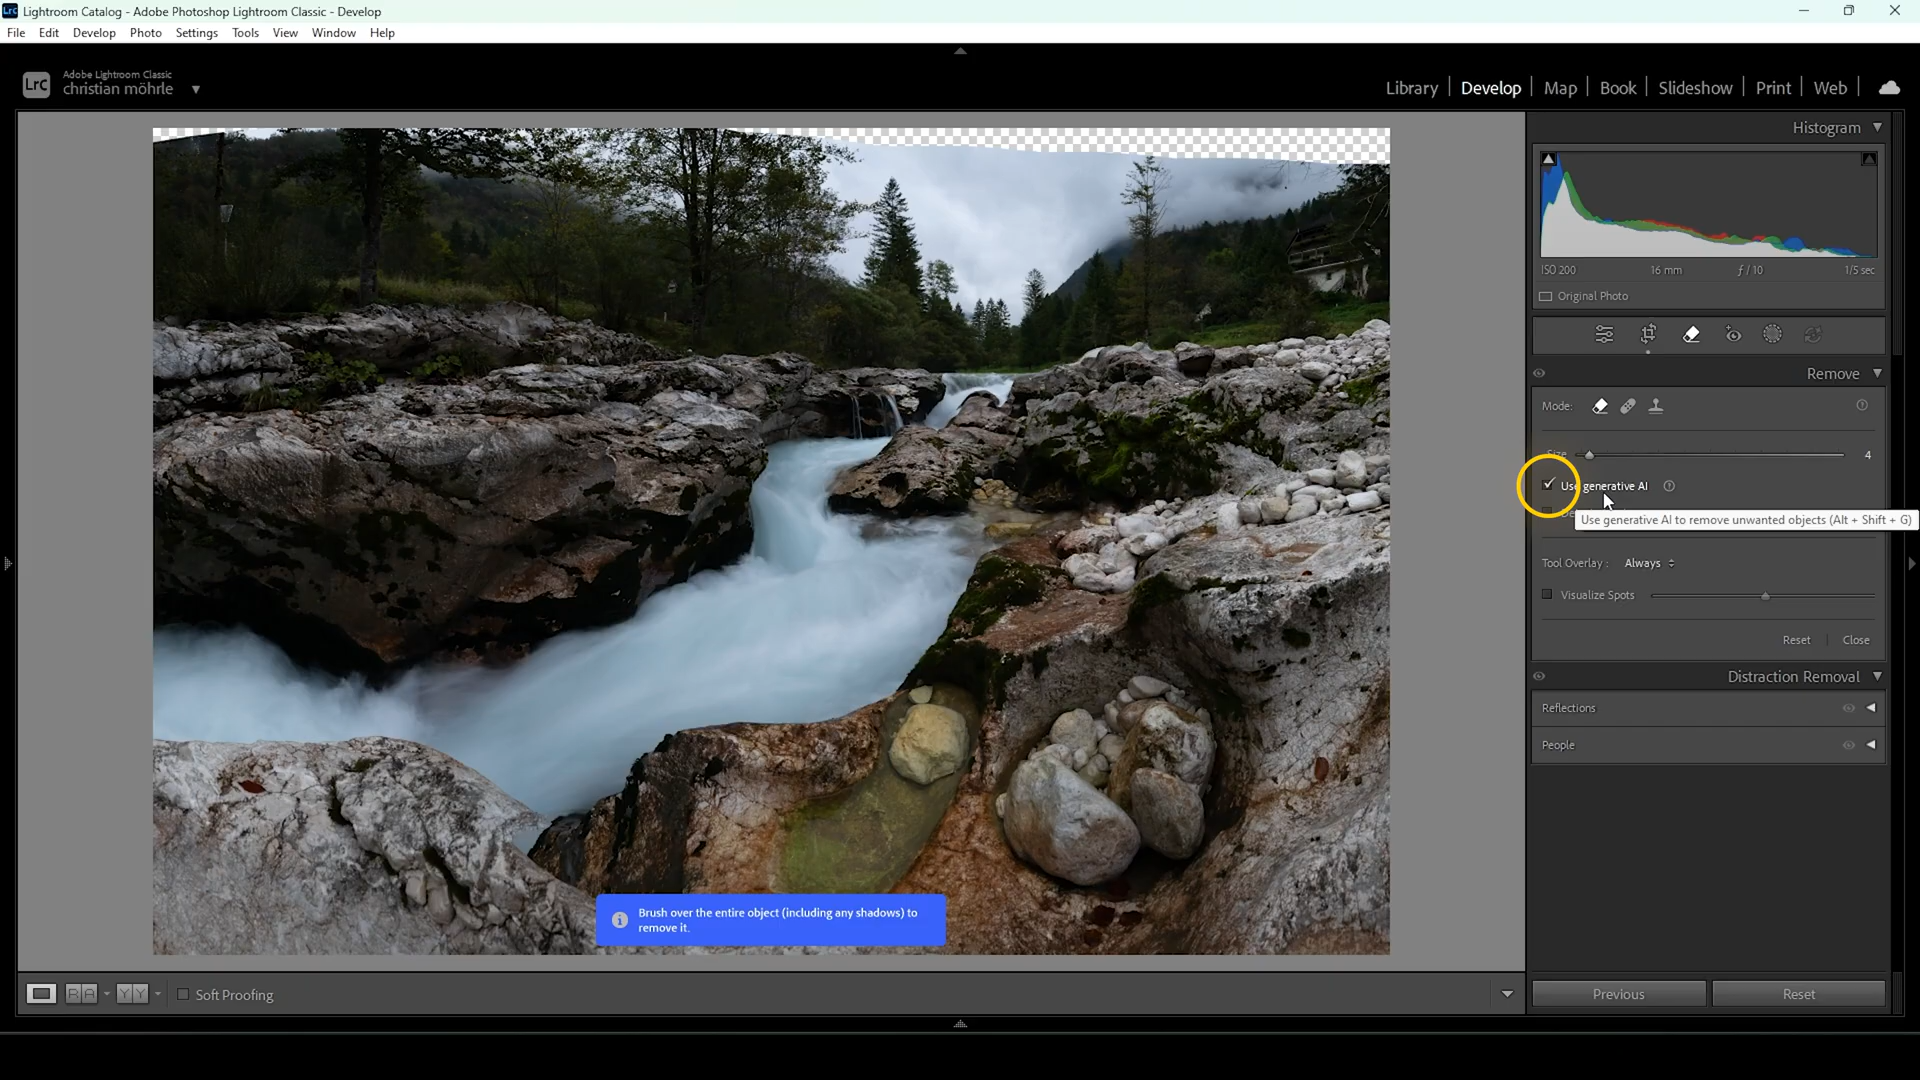 Lightroom Catalog - Adobe Photoshop Lightroom Classic - Develop
File Edit Develop Photo Settings Tools View Window Help
LrC
Adobe Lightroom Classic
christian möhrle
Library Develop Map Book Slideshow Print Web
Histogram
ISO 200 16 mm ƒ / 10 1/5 sec
Original Photo
Remove
Mode:
Size 4
Use generative AI
Use generative AI to remove unwanted objects (Alt + Shift + G)
Tool Overlay : Always
Visualize Spots
Reset Close
Distraction Removal
Reflections
People
Brush over the entire object (including any shadows) to
remove it.
R A Y Y Soft Proofing
Previous Reset